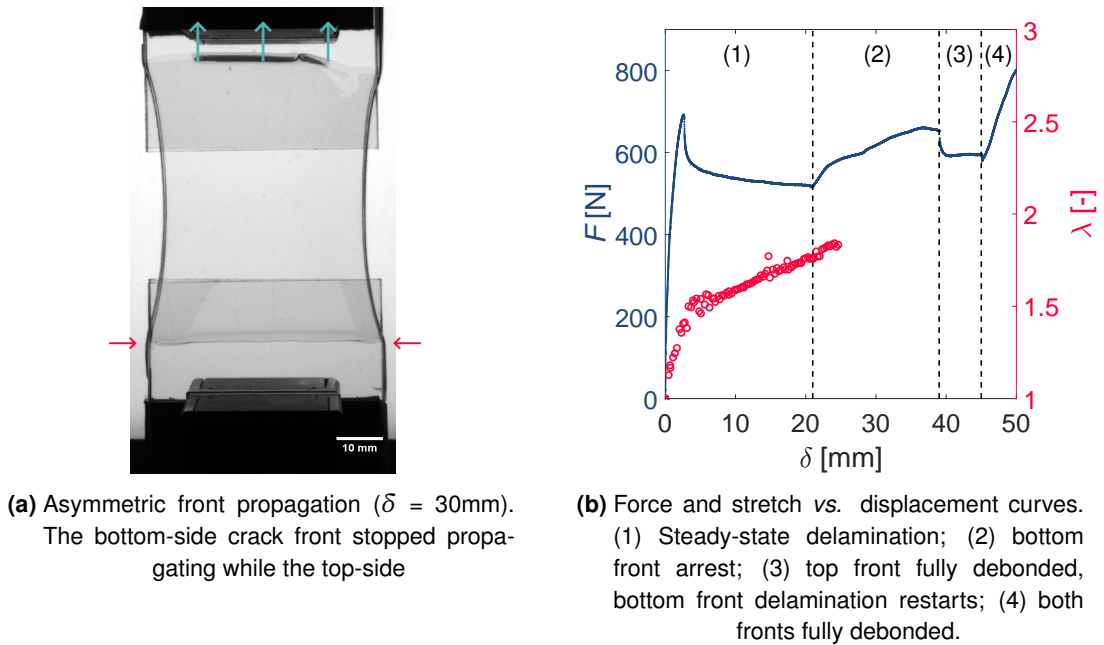 10 mm
(a) Asymmetric front propagation (δ = 30mm).
The bottom-side crack front stopped propa-
gating while the top-side
F [N]
800
600
400
200
0
(1)
(2)
(3)
(4)
3
2.5
2
1.5
1
λ [-]
0
10
20
30
40
50
δ [mm]
(b) Force and stretch vs. displacement curves.
(1) Steady-state delamination; (2) bottom
front arrest; (3) top front fully debonded,
bottom front delamination restarts; (4) both
fronts fully debonded.